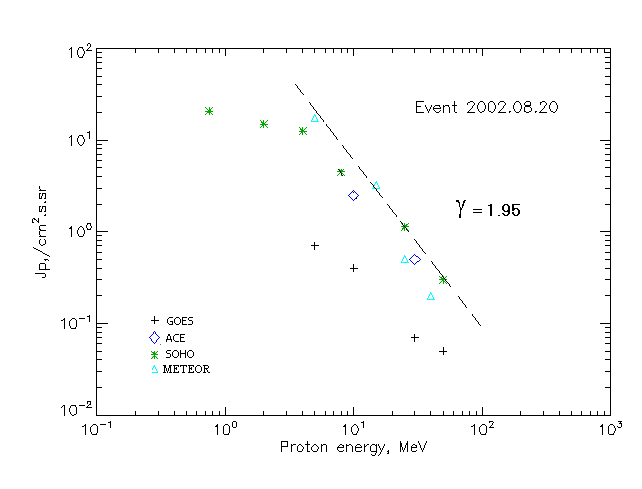 10²
Event 2002.08.20
10¹
γ = 1.95
10⁰
Jp,/cm².s.sr
10⁻¹
GOES
ACE
SOHO
METEOR
10⁻²
10⁻¹ 10⁰ 10¹ 10² 10³
Proton energy, MeV